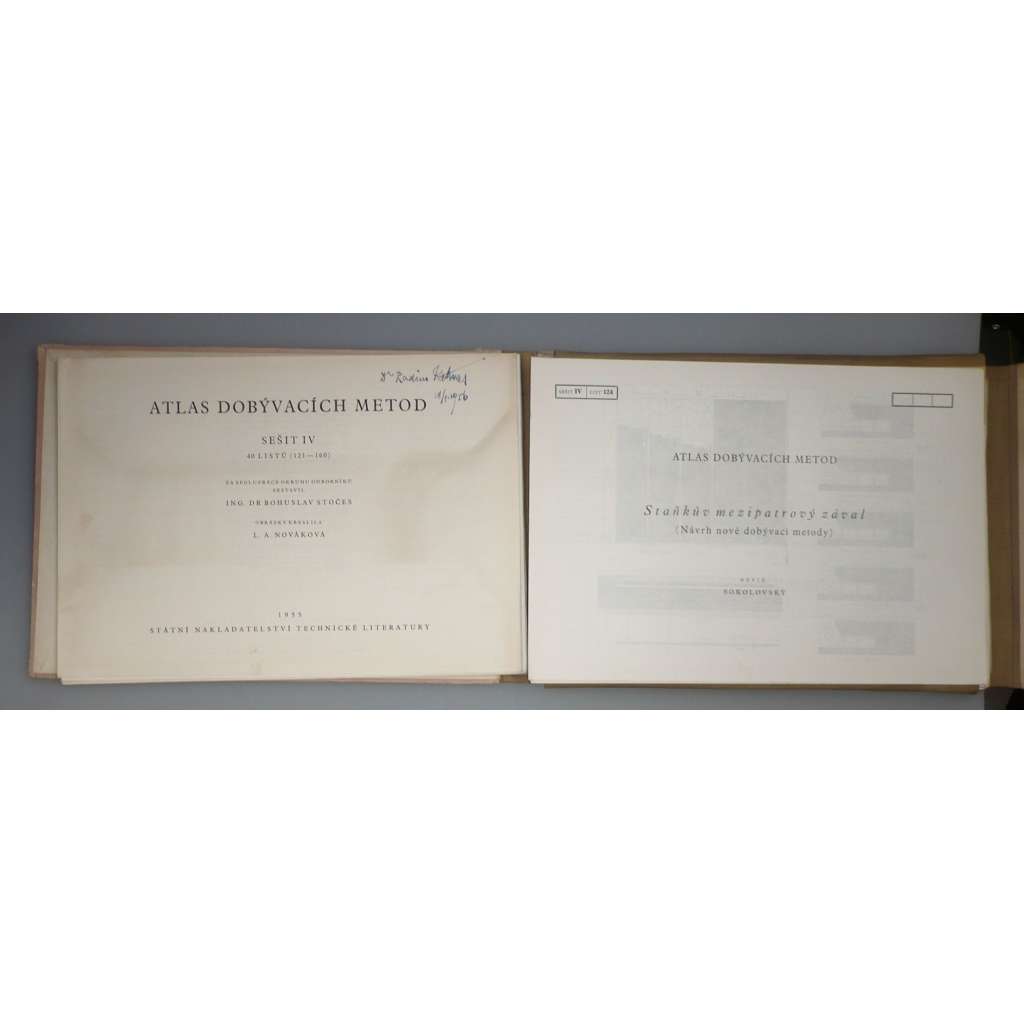 Dr
ATLAS DOBÝVACÍCH METOD
SEŠIT IV
40 LISTŮ (121—160)
ZA SPOLUPRÁCE OKRUHU ODBORNÍKŮ
SESTAVIL
ING. DR BOHUSLAV STOČES
OBRÁZKY KRESLILA
L. A. NOVÁKOVÁ
1955
STÁTNÍ NAKLADATELSTVÍ TECHNICKÉ LITERATURY
SEŠIT IV LIST 124
ATLAS DOBÝVACÍCH METOD
Staňkův mezipatrový zával
(Návrh nové dobývací metody)
SOKOLOVSKÝ